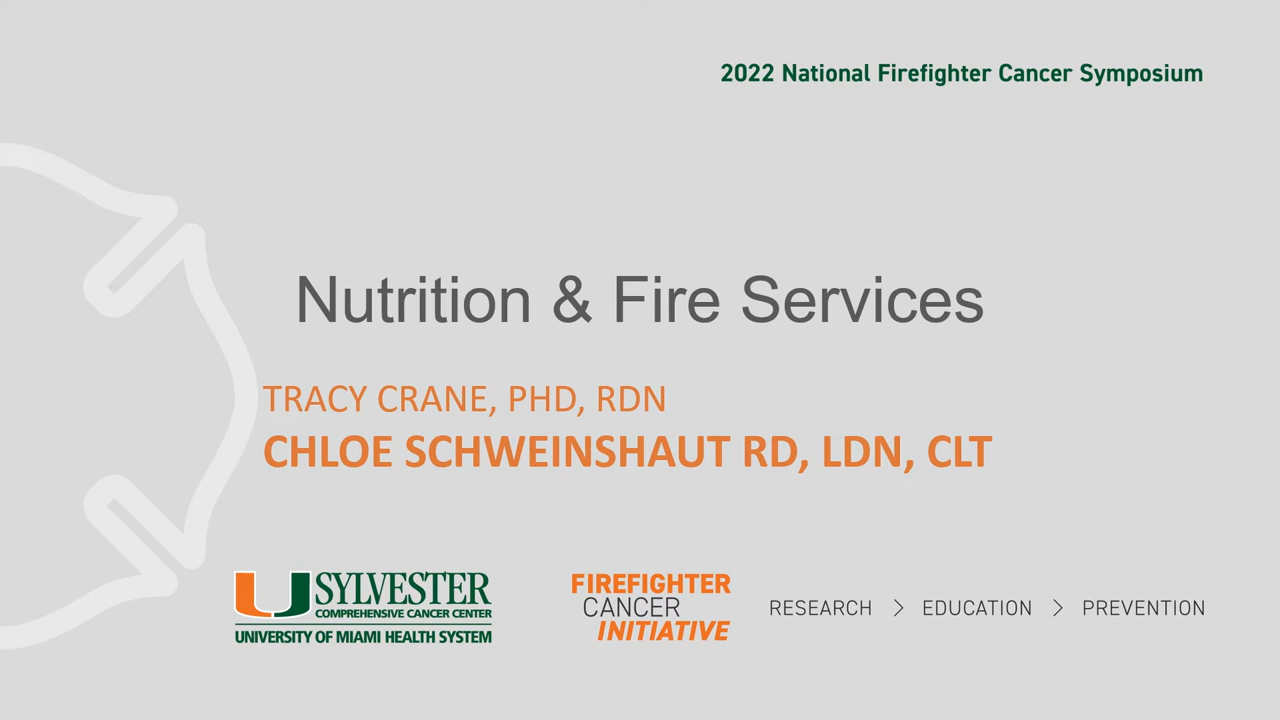 2022 National Firefighter Cancer Symposium
Nutrition & Fire Services
TRACY CRANE, PHD, RDN
CHLOE SCHWEINSHAUT RD, LDN, CLT
SYLVESTER
COMPREHENSIVE CANCER CENTER
UNIVERSITY OF MIAMI HEALTH SYSTEM
FIREFIGHTER
CANCER
INITIATIVE
RESEARCH > EDUCATION > PREVENTION